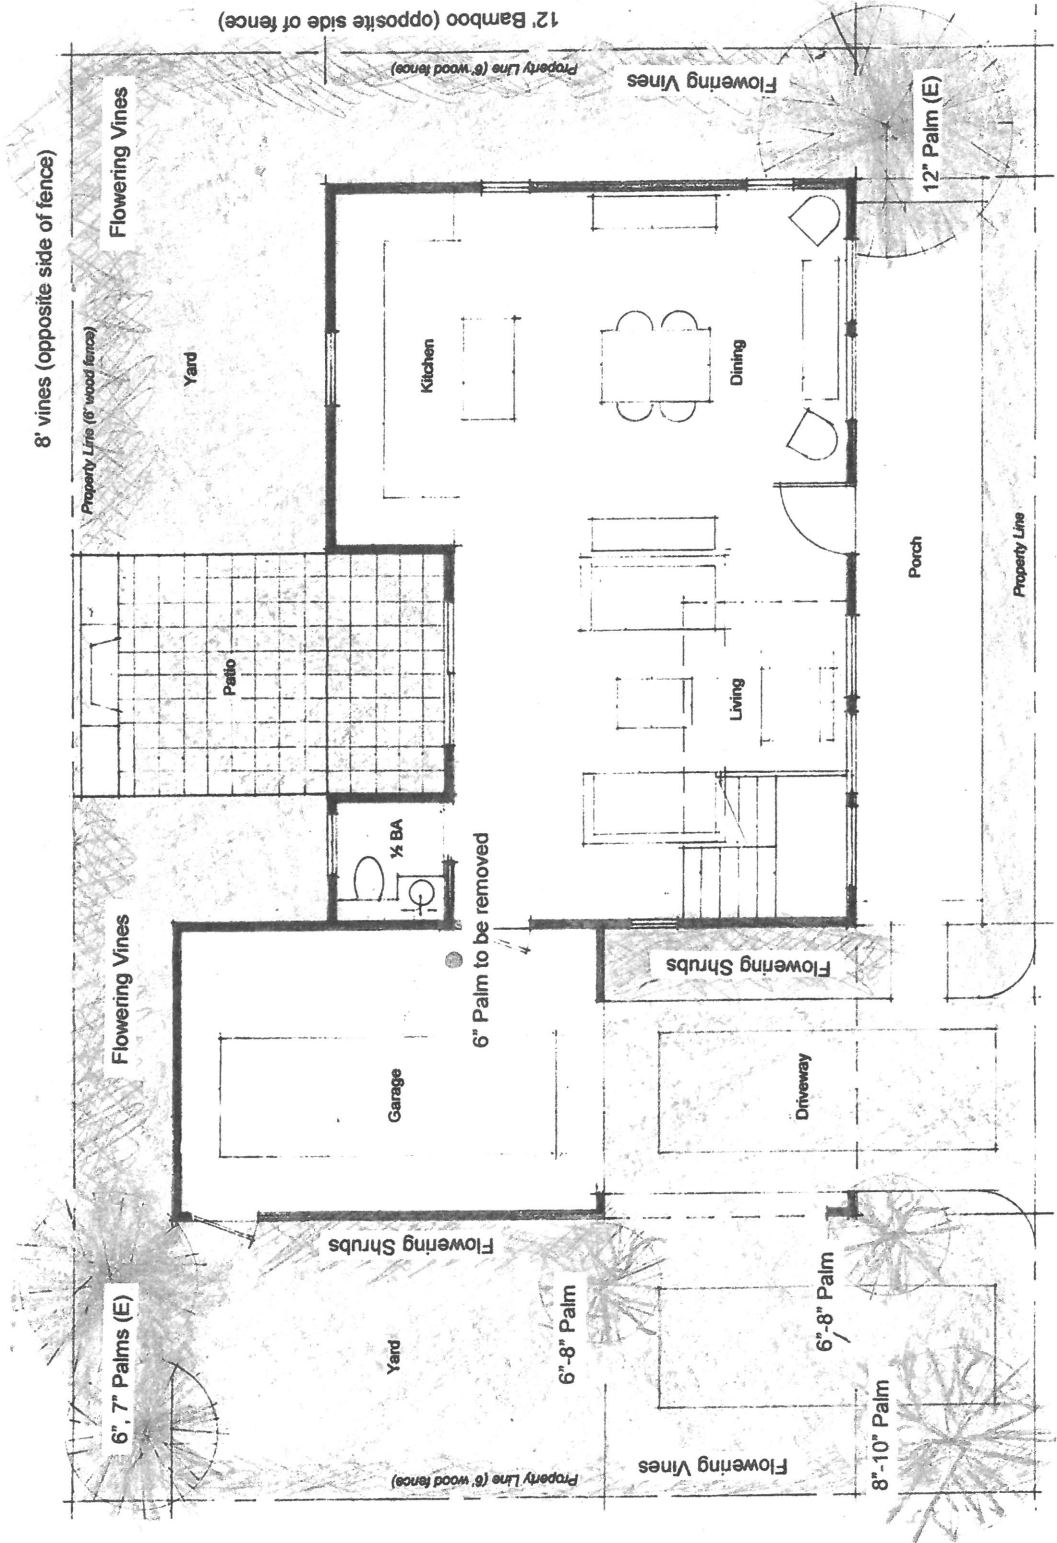 12' Bamboo (opposite side of fence)
8' vines (opposite side of fence)
Property Line (6' wood fence)
Flowering Vines
Flowering Vines
Property Line (6' wood fence)
Yard
12" Palm (E)
Kitchen
Dining
Patio
Living
Porch
Property Line
½ BA
6" Palm to be removed
Flowering Vines
Flowering Shrubs
Garage
Driveway
Flowering Shrubs
6", 7" Palms (E)
Yard
6"-8" Palm
6"-8" Palm
8"-10" Palm
Property Line (6' wood fence)
Flowering Vines